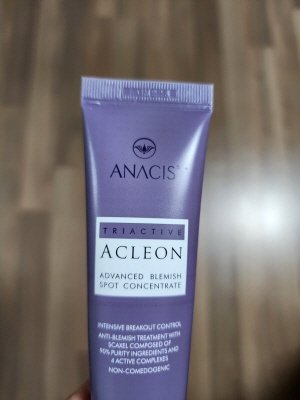 ANACIS
TRIACTIVE
ACLEON
ADVANCED BLEMISH
SPOT CONCENTRATE
INTENSIVE BREAKOUT CONTROL
ANTI-BLEMISH TREATMENT WITH
SCAXEL COMPOSED OF
90% PURITY INGREDIENTS AND
4 ACTIVE COMPLEXES
NON-COMEDOGENIC